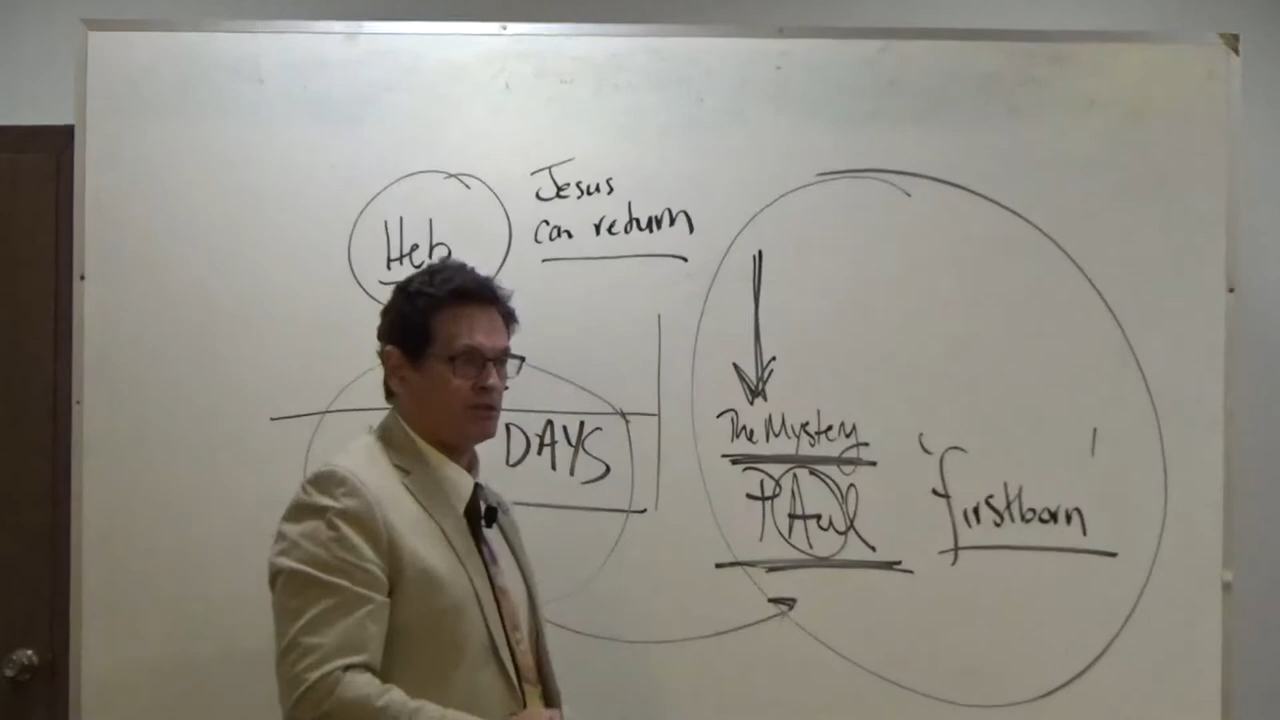 Heb
Jesus
can return
DAYS
The Mystery
PAul
'firstborn'